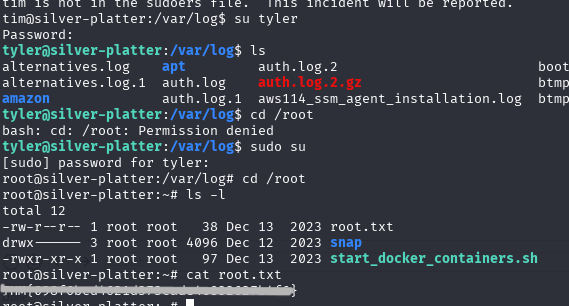 tim is not in the sudoers file.  This incident will be reported.
tim@silver-platter:/var/log$ su tyler
Password:
tyler@silver-platter:/var/log$ ls
alternatives.log    apt         auth.log.2                          boot
alternatives.log.1  auth.log    auth.log.2.gz                       btmp
amazon              auth.log.1  aws114_ssm_agent_installation.log   btmp
tyler@silver-platter:/var/log$ cd /root
bash: cd: /root: Permission denied
tyler@silver-platter:/var/log$ sudo su
[sudo] password for tyler:
root@silver-platter:/var/log# cd /root
root@silver-platter:~# ls -l
total 12
-rw-r--r-- 1 root root   38 Dec 13  2023 root.txt
drwx------ 3 root root 4096 Dec 12  2023 snap
-rwxr-xr-x 1 root root   97 Dec 13  2023 start_docker_containers.sh
root@silver-platter:~# cat root.txt
root@silver-platter:~#